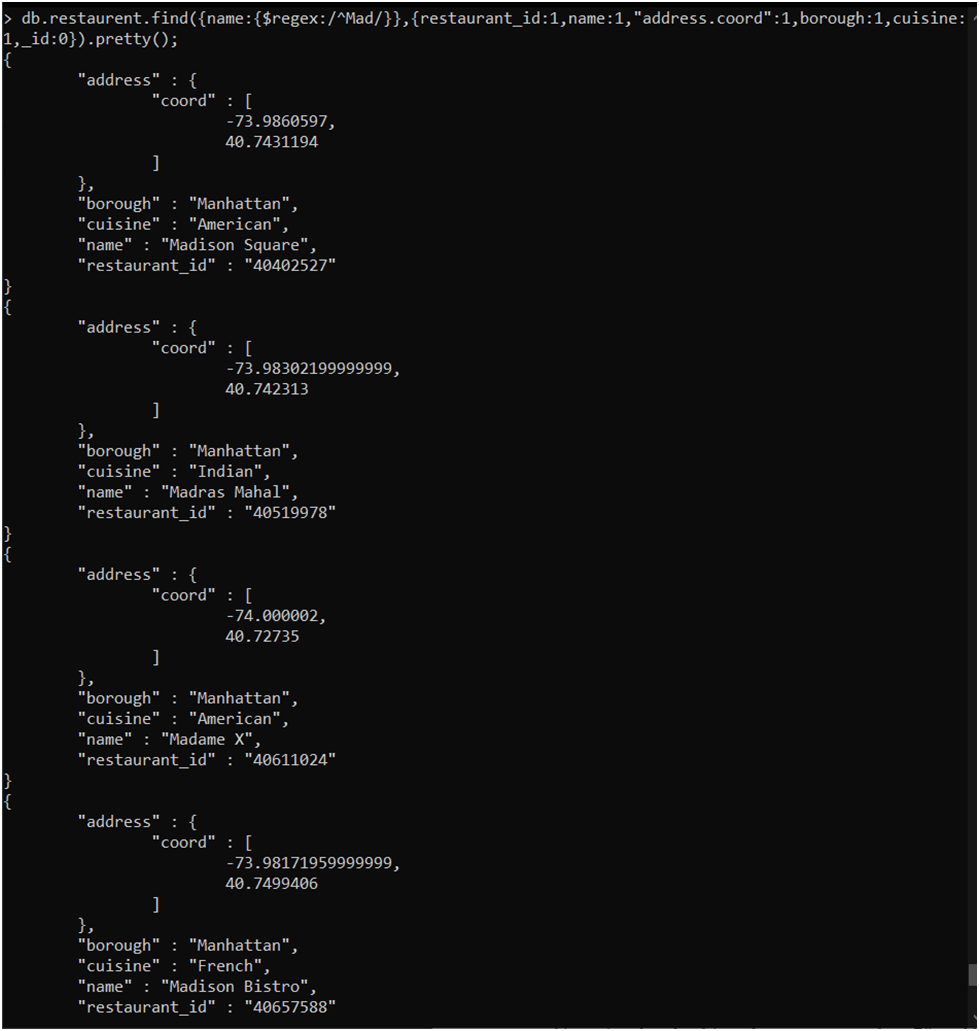 > db.restaurent.find({name:{$regex:/^Mad/}},{restaurant_id:1,name:1,"address.coord":1,borough:1,cuisine:
1,_id:0}).pretty();
{
        "address" : {
                "coord" : [
                        -73.9860597,
                        40.7431194
                ]
        },
        "borough" : "Manhattan",
        "cuisine" : "American",
        "name" : "Madison Square",
        "restaurant_id" : "40402527"
}
{
        "address" : {
                "coord" : [
                        -73.98302199999999,
                        40.742313
                ]
        },
        "borough" : "Manhattan",
        "cuisine" : "Indian",
        "name" : "Madras Mahal",
        "restaurant_id" : "40519978"
}
{
        "address" : {
                "coord" : [
                        -74.000002,
                        40.72735
                ]
        },
        "borough" : "Manhattan",
        "cuisine" : "American",
        "name" : "Madame X",
        "restaurant_id" : "40611024"
}
{
        "address" : {
                "coord" : [
                        -73.98171959999999,
                        40.7499406
                ]
        },
        "borough" : "Manhattan",
        "cuisine" : "French",
        "name" : "Madison Bistro",
        "restaurant_id" : "40657588"